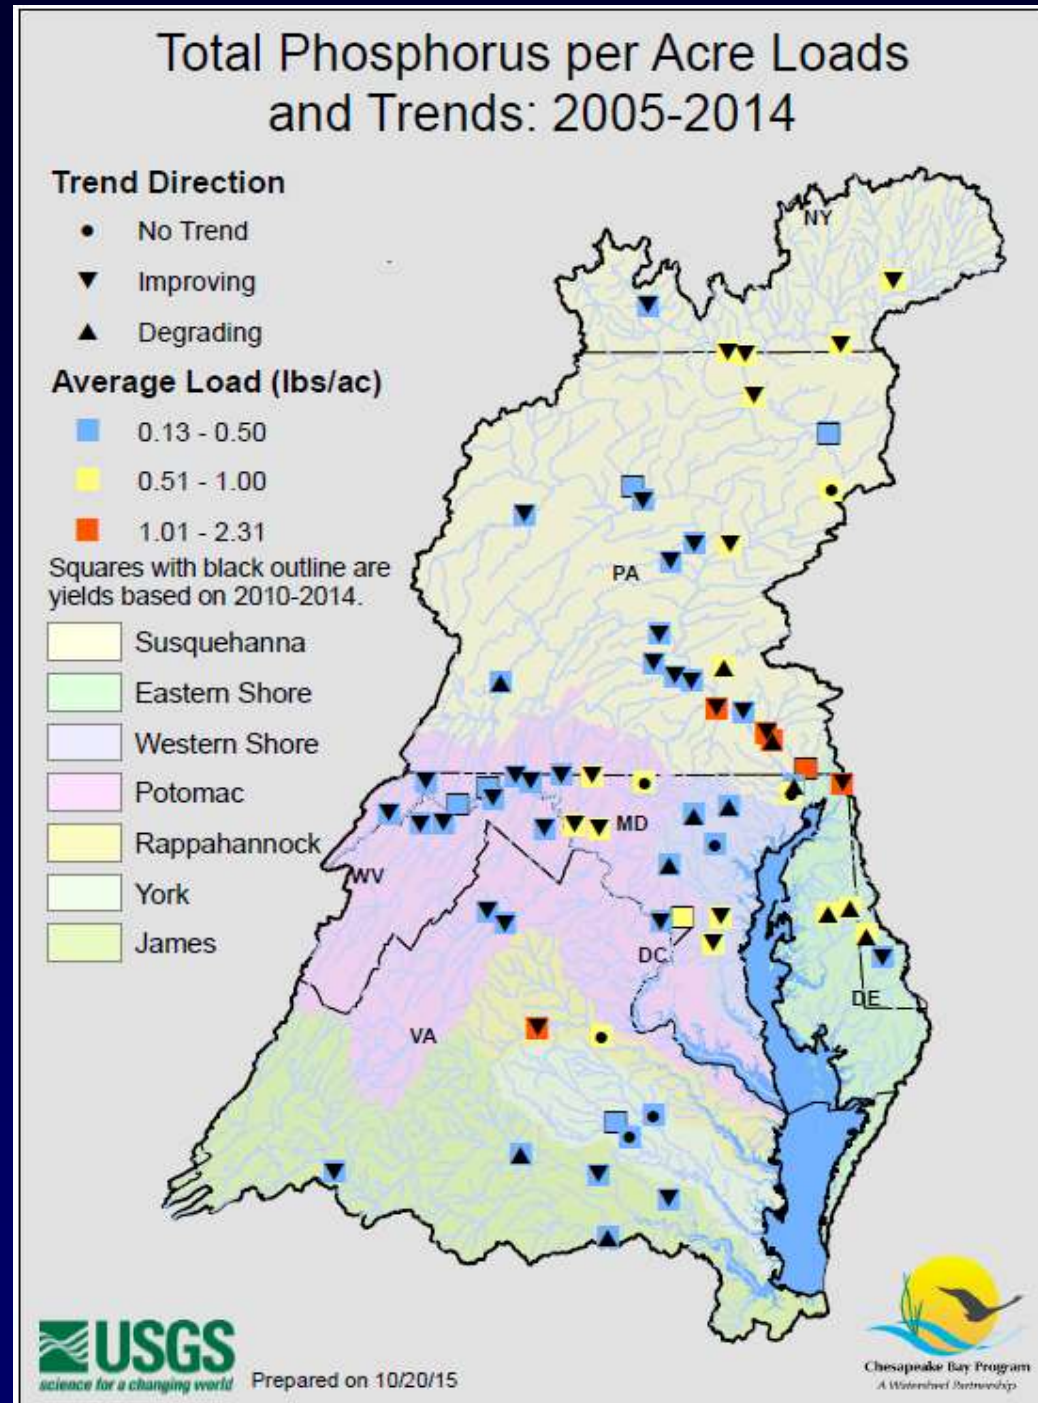 Total Phosphorus per Acre Loads
and Trends: 2005-2014
Trend Direction
No Trend
Improving
Degrading
Average Load (lbs/ac)
0.13 - 0.50
0.51 - 1.00
1.01 - 2.31
Squares with black outline are
yields based on 2010-2014.
Susquehanna
Eastern Shore
Western Shore
Potomac
Rappahannock
York
James
NY
PA
MD
WV
DC
DE
VA
USGS
science for a changing world
Prepared on 10/20/15
Chesapeake Bay Program
A Watershed Partnership